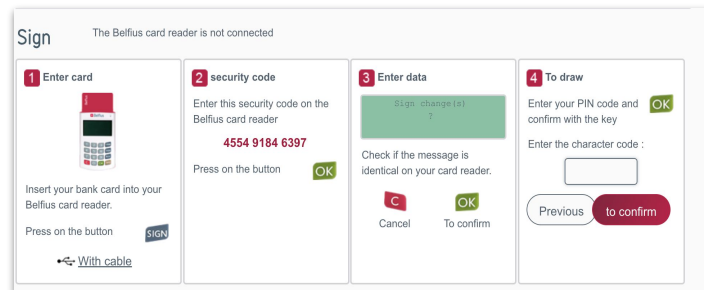 Sign
The Belfius card reader is not connected
1 Enter card
Belfius
Insert your bank card into your
Belfius card reader.
Press on the button SIGN
With cable
2 security code
Enter this security code on the
Belfius card reader
4554 9184 6397
Press on the button OK
3 Enter data
Sign change(s)
?
Check if the message is
identical on your card reader.
C OK
Cancel To confirm
4 To draw
Enter your PIN code and OK
confirm with the key
Enter the character code :
Previous to confirm